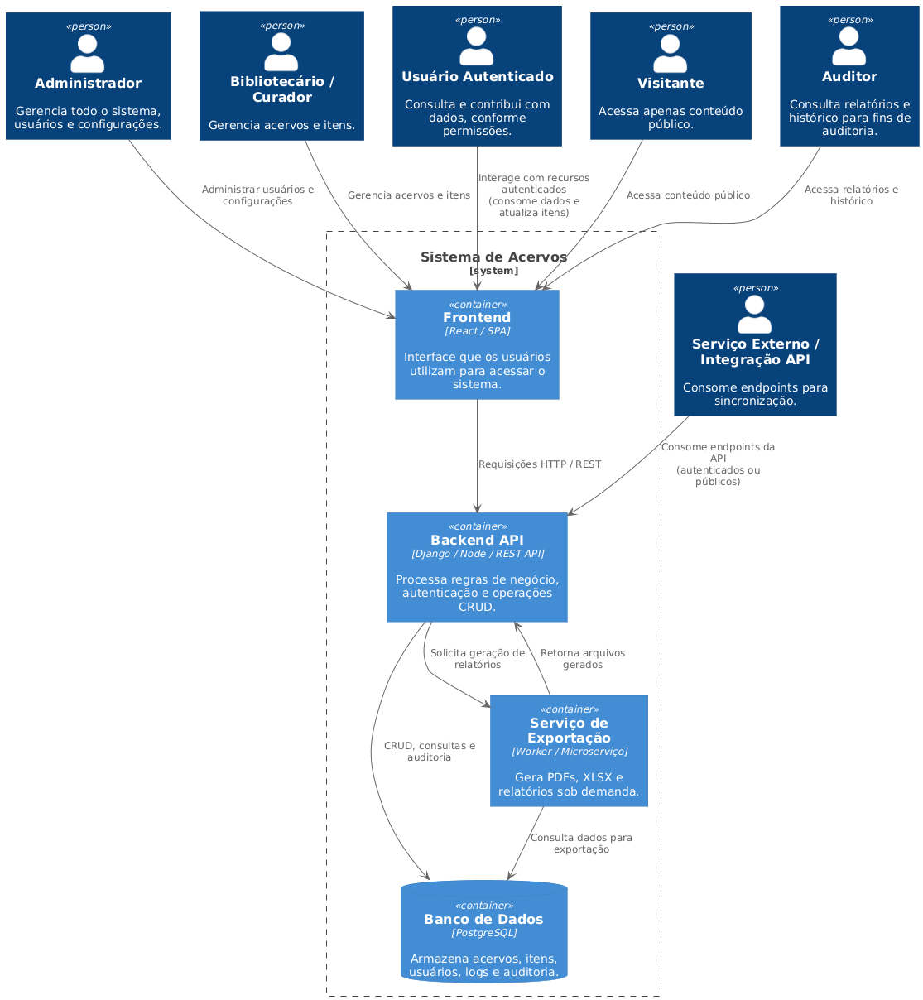 «person»
Administrador
Gerencia todo o sistema,
usuários e configurações.
«person»
Bibliotecário /
Curador
Gerencia acervos e itens.
«person»
Usuário Autenticado
Consulta e contribui com
dados, conforme
permissões.
«person»
Visitante
Acessa apenas conteúdo
público.
«person»
Auditor
Consulta relatórios e
histórico para fins de
auditoria.
Administrar usuários e
configurações
Gerencia acervos e itens
Interage com recursos
autenticados
(consome dados e
atualiza itens)
Acessa conteúdo público
Acessa relatórios e
histórico
Sistema de Acervos
[system]
«container»
Frontend
[React / SPA]
Interface que os usuários
utilizam para acessar o
sistema.
«person»
Serviço Externo /
Integração API
Consome endpoints para
sincronização.
Requisições HTTP / REST
Consome endpoints da
API
(autenticados ou
públicos)
«container»
Backend API
[Django / Node / REST API]
Processa regras de negócio,
autenticação e operações
CRUD.
Solicita geração de
relatórios
Retorna arquivos
gerados
«container»
Serviço de
Exportação
[Worker / Microserviço]
Gera PDFs, XLSX e
relatórios sob demanda.
CRUD, consultas e
auditoria
Consulta dados para
exportação
«container»
Banco de Dados
[PostgreSQL]
Armazena acervos, itens,
usuários, logs e auditoria.